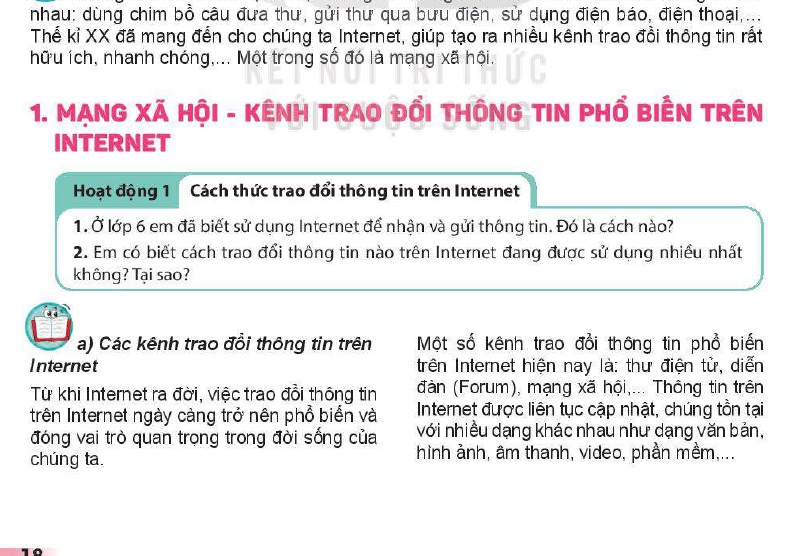 nhau: dùng chim bồ câu đưa thư, gửi thư qua bưu điện, sử dụng điện báo, điện thoại,...
Thế kỉ XX đã mang đến cho chúng ta Internet, giúp tạo ra nhiều kênh trao đổi thông tin rất
hữu ích, nhanh chóng,... Một trong số đó là mạng xã hội.
KẾT NỐI TRI THỨC
VỚI CUỘC SỐNG
1. MẠNG XÃ HỘI - KÊNH TRAO ĐỔI THÔNG TIN PHỔ BIẾN TRÊN
INTERNET
Hoạt động 1 Cách thức trao đổi thông tin trên Internet
1. Ở lớp 6 em đã biết sử dụng Internet để nhận và gửi thông tin. Đó là cách nào?
2. Em có biết cách trao đổi thông tin nào trên Internet đang được sử dụng nhiều nhất
không? Tại sao?
a) Các kênh trao đổi thông tin trên
Internet
Từ khi Internet ra đời, việc trao đổi thông tin
trên Internet ngày càng trở nên phổ biến và
đóng vai trò quan trọng trong đời sống của
chúng ta.
Một số kênh trao đổi thông tin phổ biến
trên Internet hiện nay là: thư điện tử, diễn
đàn (Forum), mạng xã hội,... Thông tin trên
Internet được liên tục cập nhật, chúng tồn tại
với nhiều dạng khác nhau như dạng văn bản,
hình ảnh, âm thanh, video, phần mềm,...
18